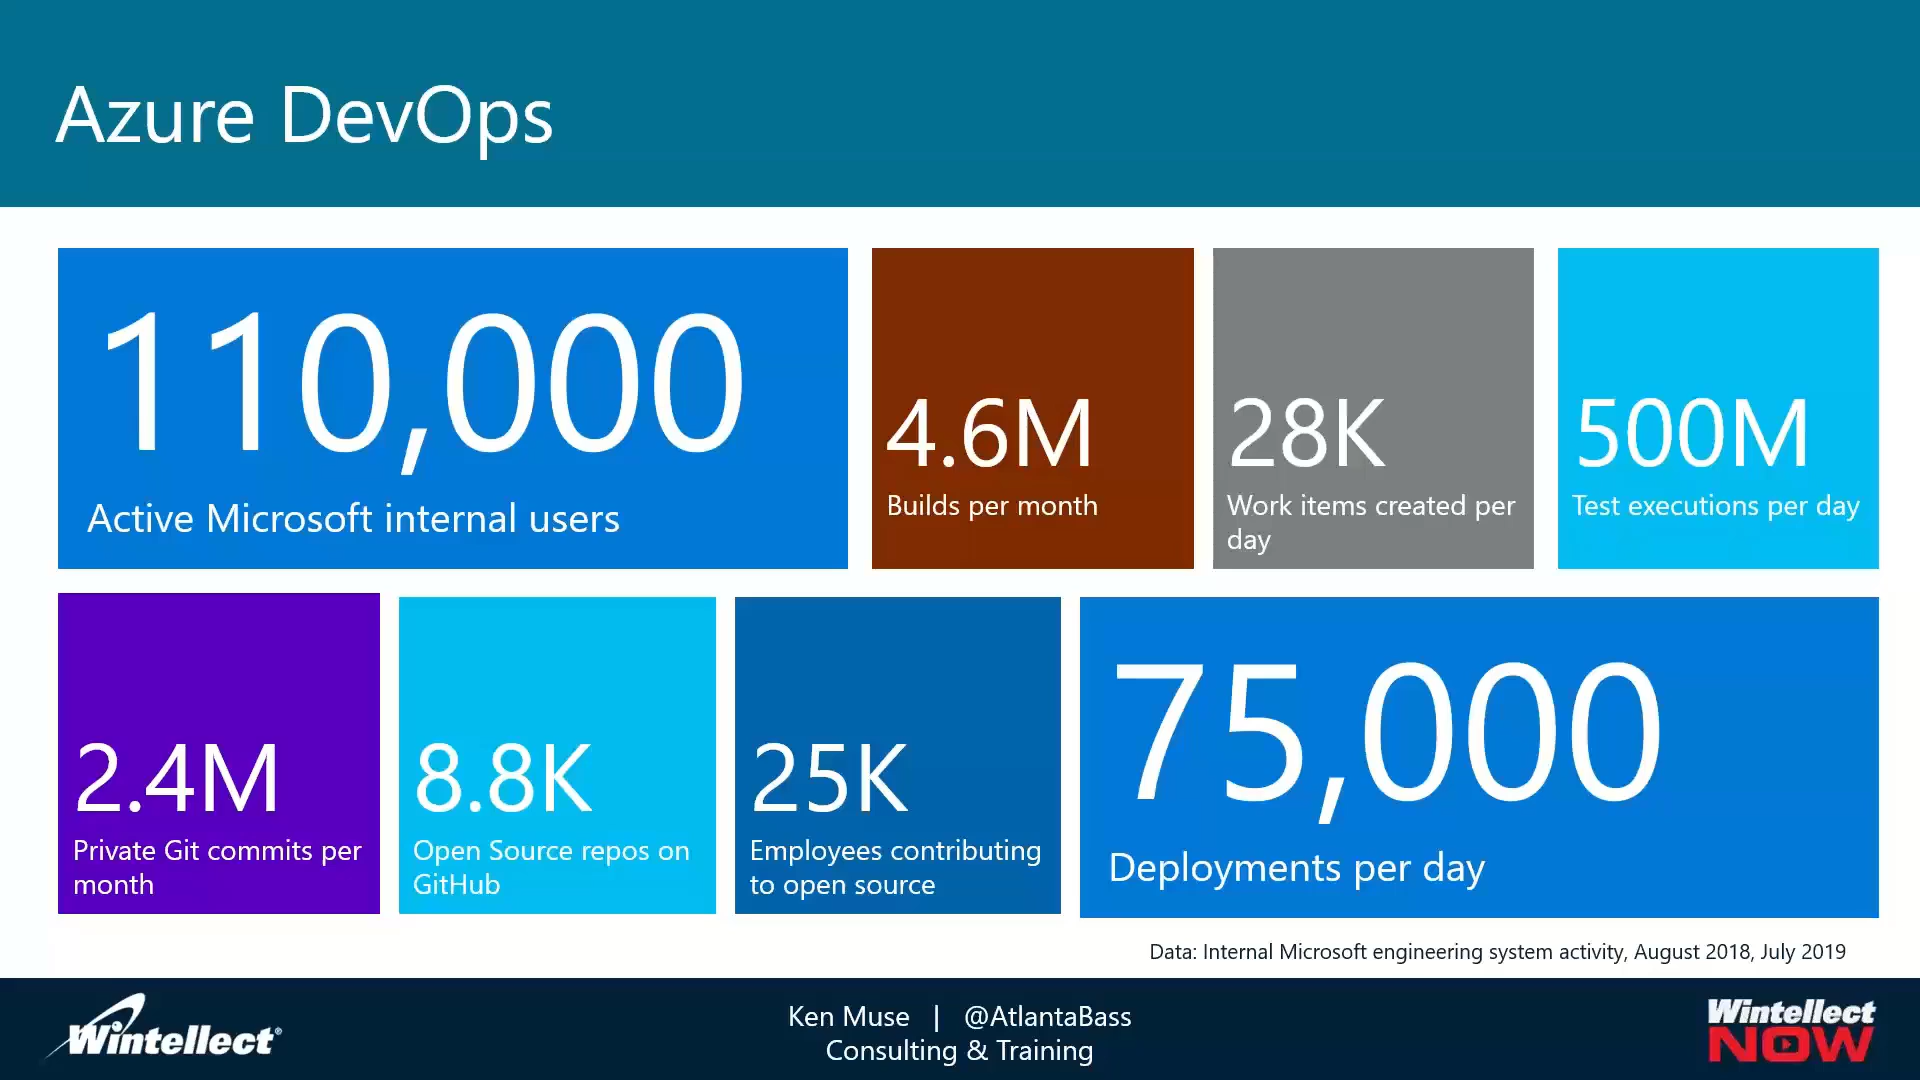 Azure DevOps
110,000
Active Microsoft internal users
4.6M
Builds per month
28K
Work items created per
day
500M
Test executions per day
2.4M
Private Git commits per
month
8.8K
Open Source repos on
GitHub
25K
Employees contributing
to open source
75,000
Deployments per day
Data: Internal Microsoft engineering system activity, August 2018, July 2019
Wintellect®
Ken Muse | @AtlantaBass
Consulting & Training
Wintellect
NOW